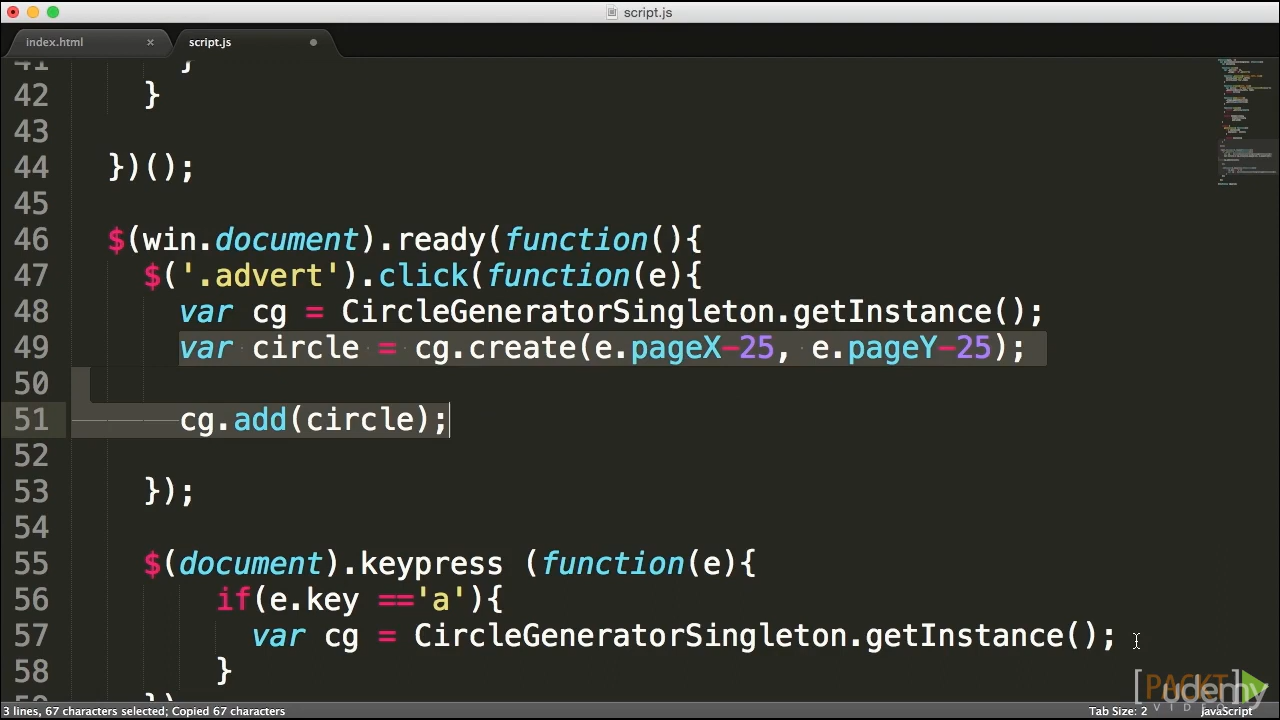 script.js
index.html × script.js
41 }
42 }
43
44 })();
45
46 $(win.document).ready(function(){
47 $('.advert').click(function(e){
48 var cg = CircleGeneratorSingleton.getInstance();
49 var circle = cg.create(e.pageX-25, e.pageY-25);
50
51 cg.add(circle);
52
53 });
54
55 $(document).keypress (function(e){
56 if(e.key =='a'){
57 var cg = CircleGeneratorSingleton.getInstance();
58 }
59 })
[PACKT]
VIDEO
udemy
3 lines, 67 characters selected; Copied 67 characters Tab Size: 2 JavaScript